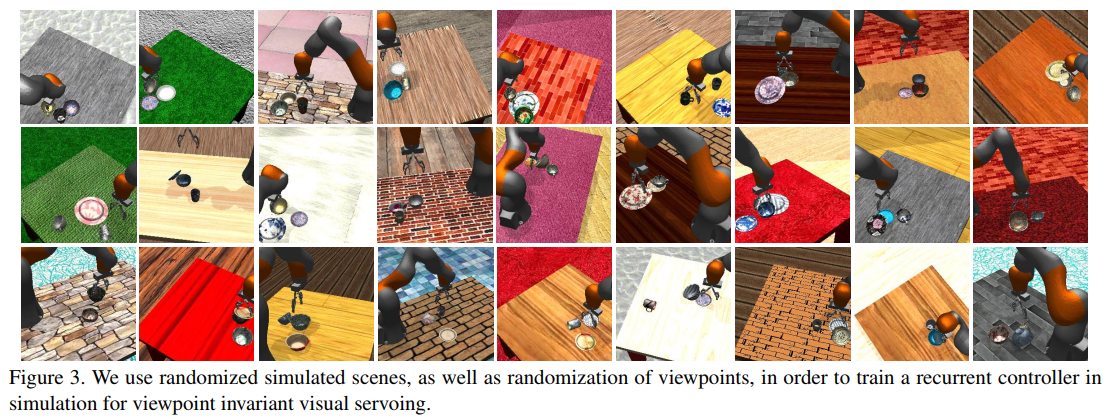 Figure 3. We use randomized simulated scenes, as well as randomization of viewpoints, in order to train a recurrent controller in
simulation for viewpoint invariant visual servoing.